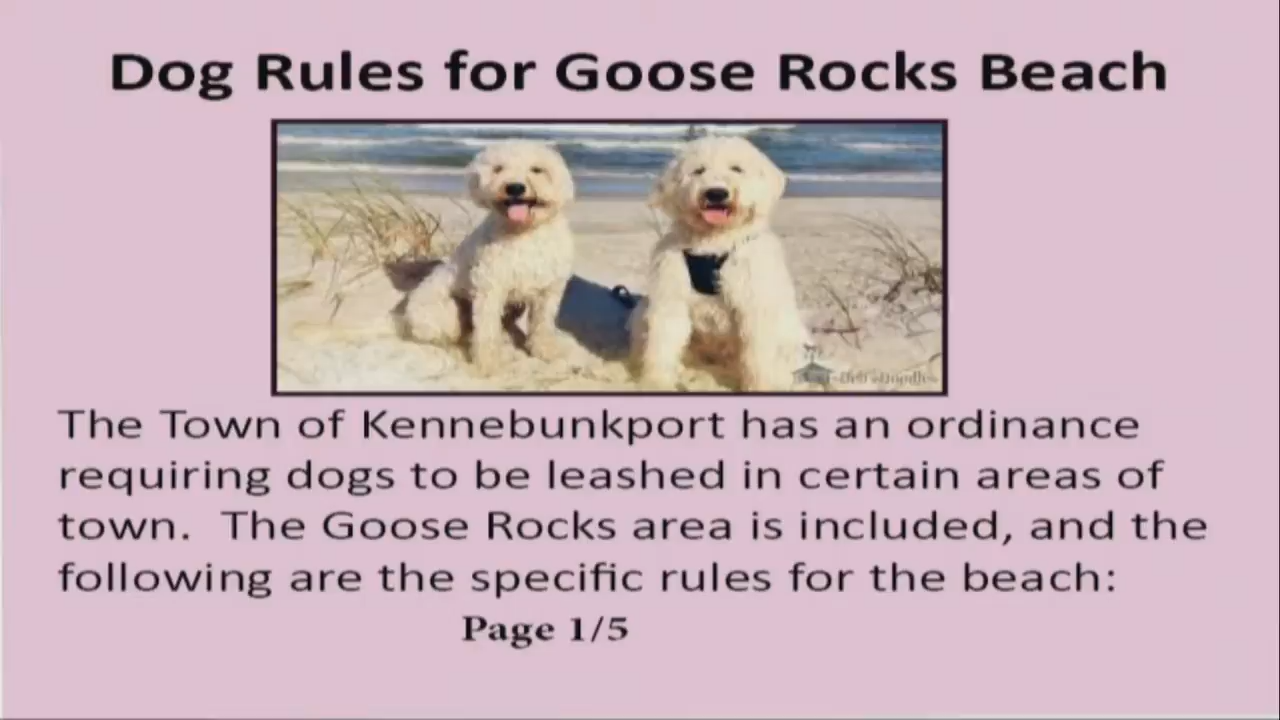 Dog Rules for Goose Rocks Beach
The Town of Kennebunkport has an ordinance
requiring dogs to be leashed in certain areas of
town.  The Goose Rocks area is included, and the
following are the specific rules for the beach:
Page 1/5